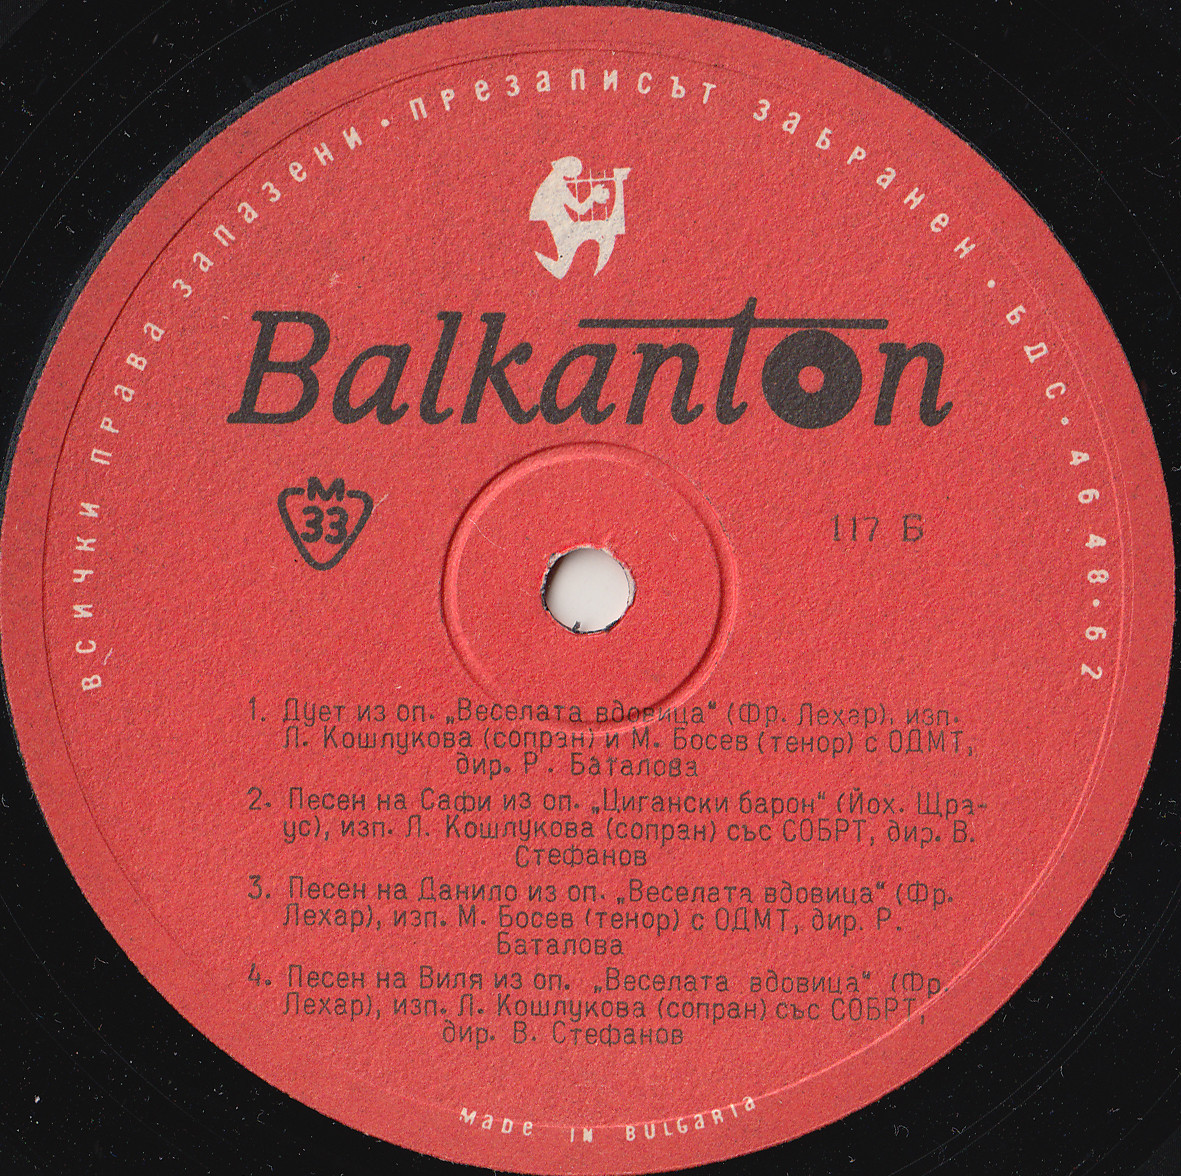 всички права запазени · презаписът забранен · БДС · 4648 · 62
Balkanton
М
33
117 Б
1. Дует из оп. „Веселата вдовица“ (Фр. Лехар), изп.
Л. Кошлукова (сопран) и М. Босев (тенор) с ОДМТ,
дир. Р. Баталова
2. Песен на Сафи из оп. „Цигански барон“ (Йох. Щра-
ус), изп. Л. Кошлукова (сопран) със СОБРТ, дир. В.
Стефанов
3. Песен на Данило из оп. „Веселата вдовица“ (Фр.
Лехар), изп. М. Босев (тенор) с ОДМТ, дир. Р.
Баталова
4. Песен на Виля из оп. „Веселата вдовица“ (Фр.
Лехар), изп. Л. Кошлукова (сопран) със СОБРТ,
дир. В. Стефанов
made in Bulgaria